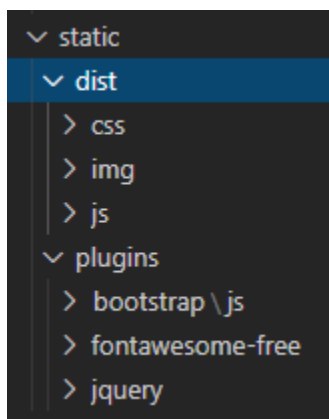 static
dist
css
img
js
plugins
bootstrap\js
fontawesome-free
jquery